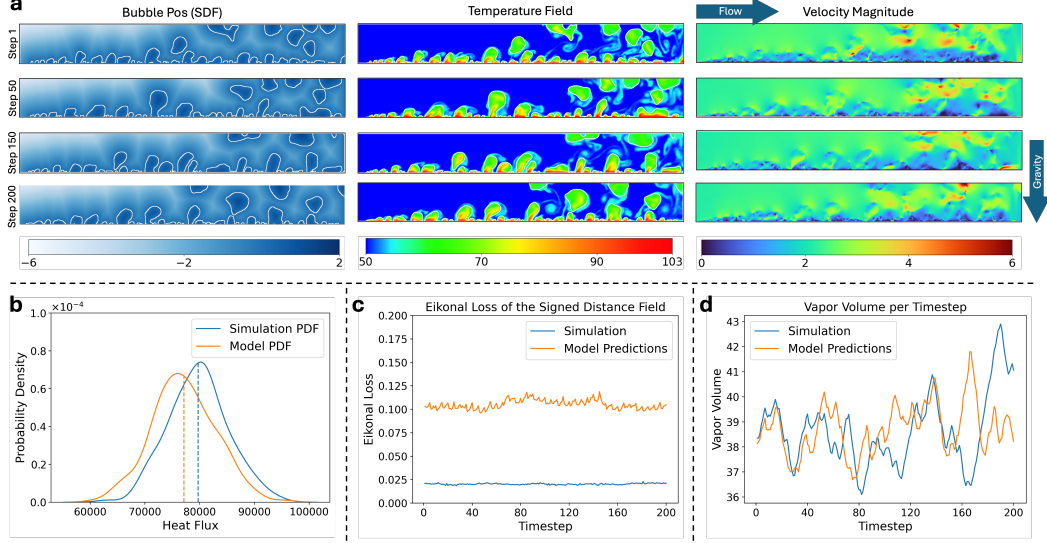 a
Bubble Pos (SDF)
Temperature Field
Flow
Velocity Magnitude
Step 1
Step 50
Step 150
Step 200
Gravity
−6 −2 2
50 70 90 103
0 2 4 6
b
×10⁻⁴
1.0
0.8
0.6
0.4
0.2
0.0
Probability Density
Simulation PDF
Model PDF
60000 70000 80000 90000 100000
Heat Flux
c
Eikonal Loss of the Signed Distance Field
0.200
0.175
0.150
0.125
0.100
0.075
0.050
0.025
0.000
Eikonal Loss
Simulation
Model Predictions
0 40 80 120 160 200
Timestep
d
Vapor Volume per Timestep
42
41
40
39
38
37
36
Vapor Volume
Simulation
Model Predictions
0 40 80 120 160 200
Timestep